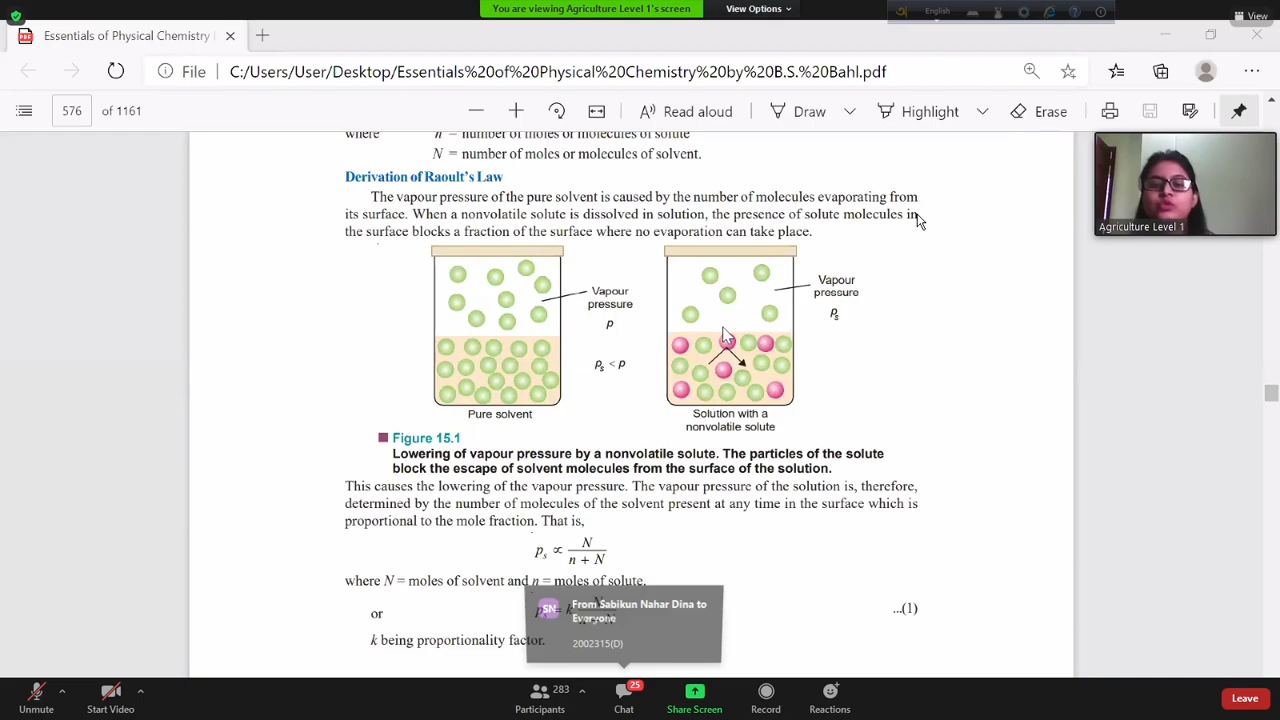 You are viewing Agriculture Level 1's screen
View Options
English
View
Essentials of Physical Chemistry
File
C:/Users/User/Desktop/Essentials%20of%20Physical%20Chemistry%20by%20B.S.%20Bahl.pdf
576 of 1161
Read aloud
Draw
Highlight
Erase
where n = number of moles or molecules of solute
N = number of moles or molecules of solvent.
Derivation of Raoult's Law
The vapour pressure of the pure solvent is caused by the number of molecules evaporating from
its surface. When a nonvolatile solute is dissolved in solution, the presence of solute molecules in
the surface blocks a fraction of the surface where no evaporation can take place.
Vapour
pressure
p
pₛ < p
Pure solvent
Vapour
pressure
pₛ
Solution with a
nonvolatile solute
Figure 15.1
Lowering of vapour pressure by a nonvolatile solute. The particles of the solute
block the escape of solvent molecules from the surface of the solution.
This causes the lowering of the vapour pressure. The vapour pressure of the solution is, therefore,
determined by the number of molecules of the solvent present at any time in the surface which is
proportional to the mole fraction. That is,
pₛ ∝ N / (n + N)
where N = moles of solvent and n = moles of solute.
or
...(1)
k being proportionality factor.
SN
From Sabikun Nahar Dina to
Everyone
2002315(D)
Agriculture Level 1
Unmute
Start Video
283
Participants
25
Chat
Share Screen
Record
Reactions
Leave